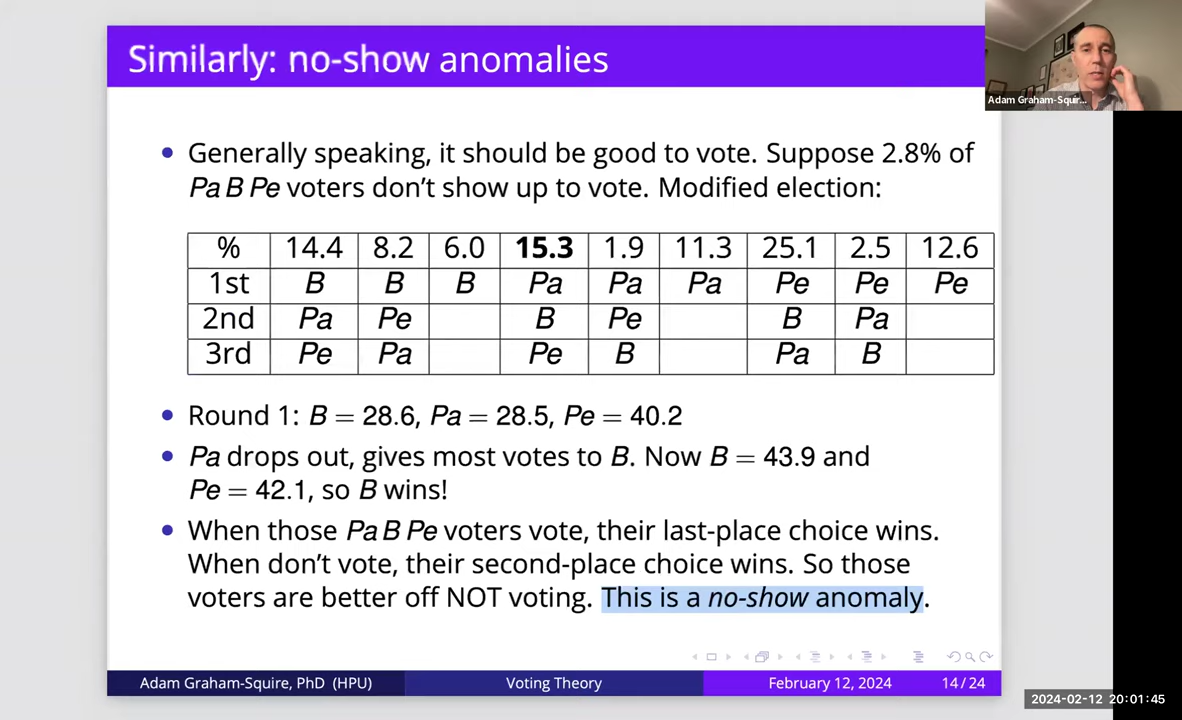 Similarly: no-show anomalies
Adam Graham-Squir...
• Generally speaking, it should be good to vote. Suppose 2.8% of
Pa B Pe voters don't show up to vote. Modified election:
% 14.4 8.2 6.0 15.3 1.9 11.3 25.1 2.5 12.6
1st B B B Pa Pa Pa Pe Pe Pe
2nd Pa Pe B Pe B Pa
3rd Pe Pa Pe B Pa B
• Round 1: B = 28.6, Pa = 28.5, Pe = 40.2
• Pa drops out, gives most votes to B. Now B = 43.9 and
Pe = 42.1, so B wins!
• When those Pa B Pe voters vote, their last-place choice wins.
When don't vote, their second-place choice wins. So those
voters are better off NOT voting. This is a no-show anomaly.
Adam Graham-Squire, PhD (HPU) Voting Theory February 12, 2024 14 / 24
2024-02-12 20:01:45